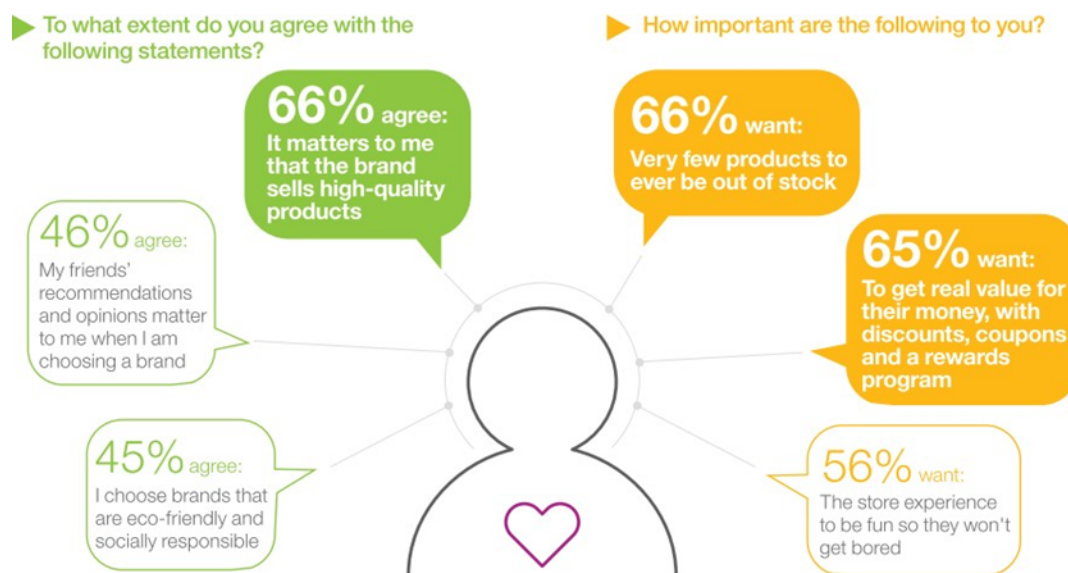 To what extent do you agree with the
following statements?
66% agree:
It matters to me
that the brand
sells high-quality
products
46% agree:
My friends'
recommendations
and opinions matter
to me when I am
choosing a brand
45% agree:
I choose brands that
are eco-friendly and
socially responsible
How important are the following to you?
66% want:
Very few products to
ever be out of stock
65% want:
To get real value for
their money, with
discounts, coupons
and a rewards
program
56% want:
The store experience
to be fun so they won't
get bored